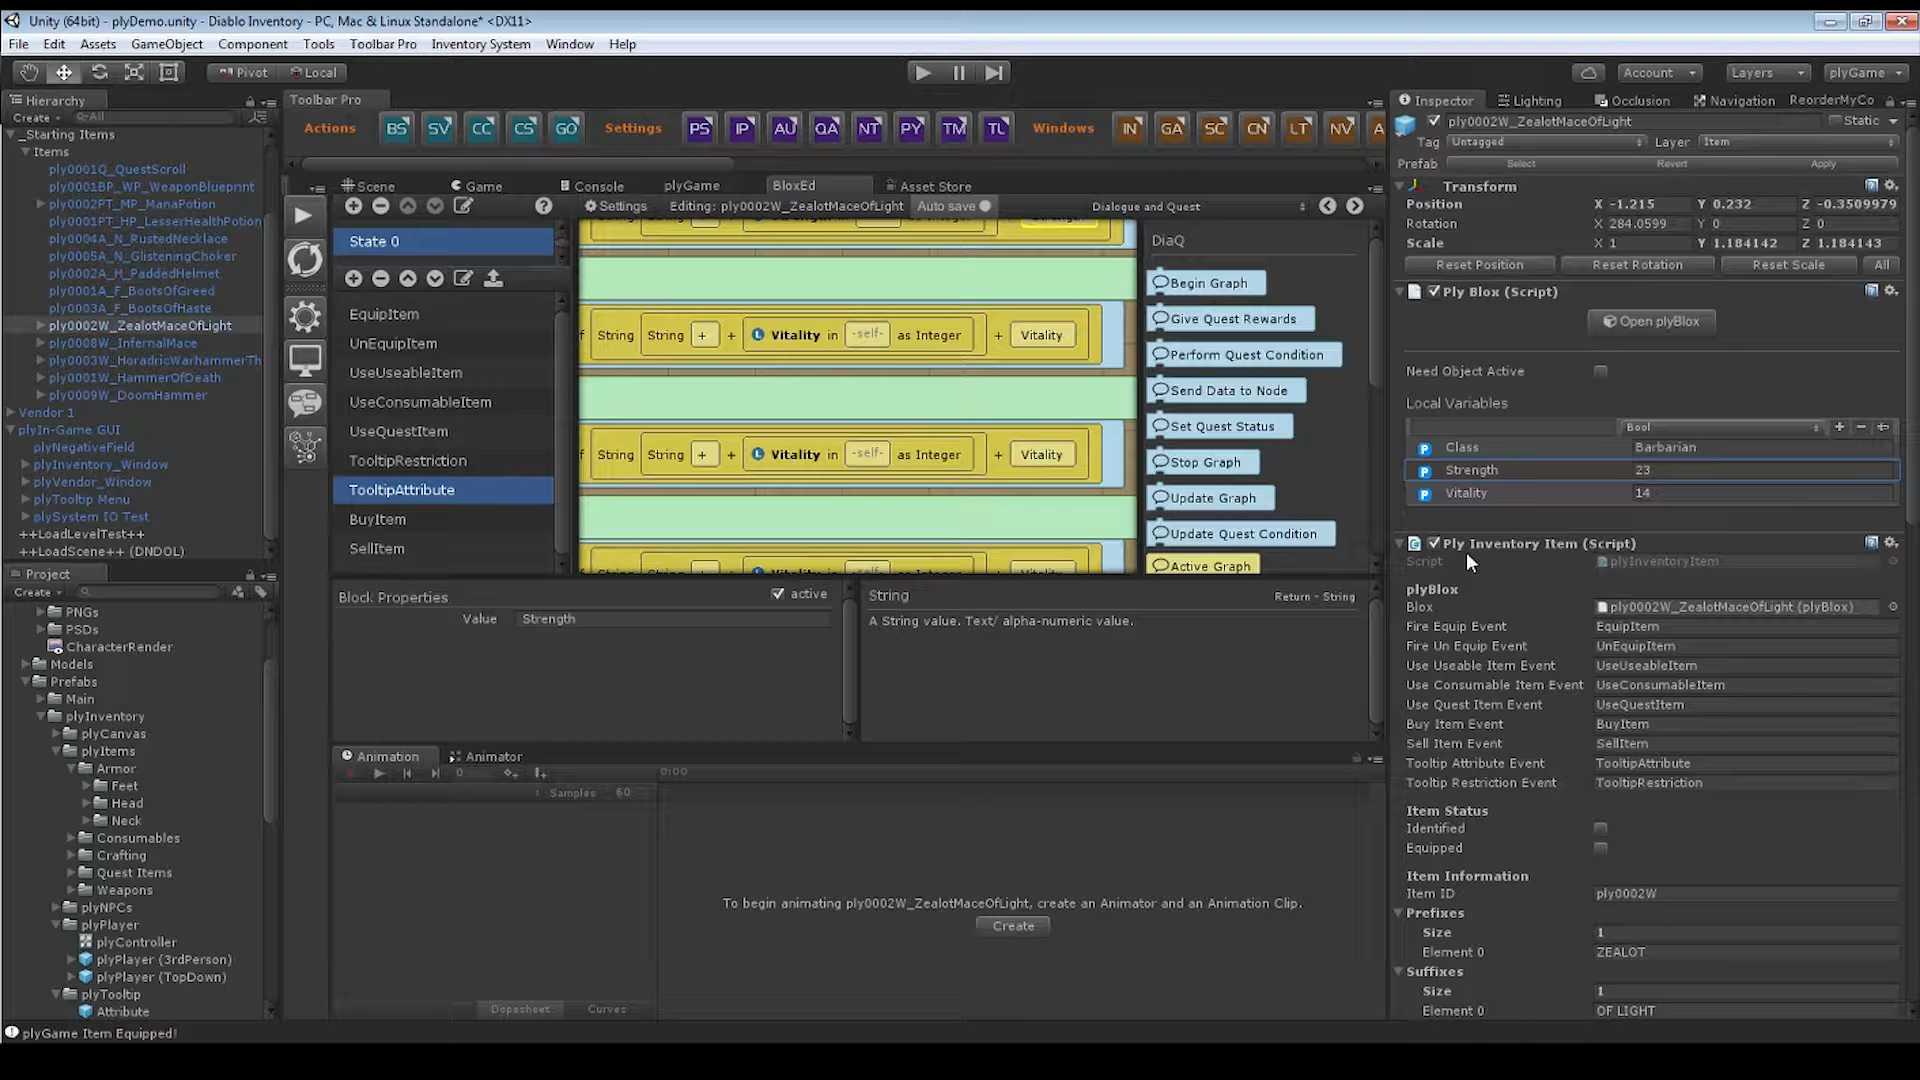 Unity (64bit) - plyDemo.unity - Diablo Inventory - PC, Mac & Linux Standalone* <DX11>
File Edit Assets GameObject Component Tools Toolbar Pro Inventory System Window Help
Pivot Local Account Layers plyGame
Hierarchy
Create All
_Starting Items
Items
ply0001Q_QuestScroll
ply0001BP_WP_WeaponBlueprint
ply0002PT_MP_ManaPotion
ply0001PT_HP_LesserHealthPotion
ply0004A_N_RustedNecklace
ply0005A_N_GlisteningChoker
ply0002A_H_PaddedHelmet
ply0001A_F_BootsOfGreed
ply0003A_F_BootsOfHaste
ply0002W_ZealotMaceOfLight
ply0008W_InfernalMace
ply0003W_HoradricWarhammerTh
ply0001W_HammerOfDeath
ply0009W_DoomHammer
Vendor 1
plyIn-Game GUI
plyNegativeField
plyInventory_Window
plyVendor_Window
plyTooltip Menu
plySystem IO Test
++LoadLevelTest++
++LoadScene++ (DNDOL)
Project
Create
PNGs
PSDs
CharacterRender
Models
Prefabs
Main
plyInventory
plyCanvas
plyItems
Armor
Feet
Head
Neck
Consumables
Crafting
Quest Items
Weapons
plyNPCs
plyPlayer
plyController
plyPlayer (3rdPerson)
plyPlayer (TopDown)
plyTooltip
Attribute
plyGame Item Equipped!
Toolbar Pro
Actions BS SV CC CS GO Settings PS IP AU QA NT PY TM TL Windows IN GA SC CN LT NV A
Scene Game Console plyGame BloxEd Asset Store
Settings Editing: ply0002W_ZealotMaceOfLight Auto save Dialogue and Quest
State 0
EquipItem
UnEquipItem
UseUseableItem
UseConsumableItem
UseQuestItem
TooltipRestriction
TooltipAttribute
BuyItem
SellItem
f String String + + L Vitality in -self- as Integer + Vitality
f String String + + L Vitality in -self- as Integer + Vitality
DiaQ
Begin Graph
Give Quest Rewards
Perform Quest Condition
Send Data to Node
Set Quest Status
Stop Graph
Update Graph
Update Quest Condition
Active Graph
Block Properties active
Value Strength
String Return - String
A String value. Text/ alpha-numeric value.
Animation Animator
0 0:00
Samples 60
To begin animating ply0002W_ZealotMaceOfLight, create an Animator and an Animation Clip.
Create
Dopesheet Curves
Inspector Lighting Occlusion Navigation ReorderMyCo
ply0002W_ZealotMaceOfLight Static
Tag Untagged Layer Item
Prefab Select Revert Apply
Transform
Position X -1.215 Y 0.232 Z -0.3509979
Rotation X 284.0599 Y 0 Z 0
Scale X 1 Y 1.184142 Z 1.184143
Reset Position Reset Rotation Reset Scale All
Ply Blox (Script)
Open plyBlox
Need Object Active
Local Variables
Bool
P Class Barbarian
P Strength 23
P Vitality 14
Ply Inventory Item (Script)
Script plyInventoryItem
plyBlox
Blox ply0002W_ZealotMaceOfLight (plyBlox)
Fire Equip Event EquipItem
Fire Un Equip Event UnEquipItem
Use Useable Item Event UseUseableItem
Use Consumable Item Event UseConsumableItem
Use Quest Item Event UseQuestItem
Buy Item Event BuyItem
Sell Item Event SellItem
Tooltip Attribute Event TooltipAttribute
Tooltip Restriction Event TooltipRestriction
Item Status
Identified
Equipped
Item Information
Item ID ply0002W
Prefixes
Size 1
Element 0 ZEALOT
Suffixes
Size 1
Element 0 OF LIGHT